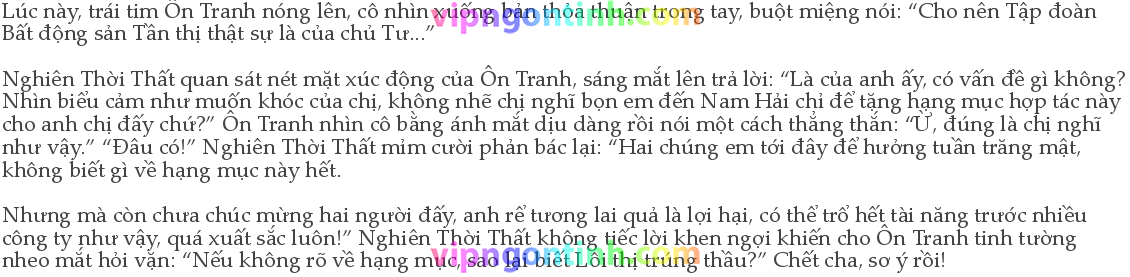 Lúc này, trái tim Ôn Tranh nóng lên, cô nhìn xuống bản thỏa thuận trong tay, buột miệng nói: “Cho nên Tập đoàn
Bất động sản Tần thị thật sự là của chủ Tư...”
vipngontinh.com
Nghiên Thời Thất quan sát nét mặt xúc động của Ôn Tranh, sáng mắt lên trả lời: “Là của anh ấy, có vấn đề gì không?
Nhìn biểu cảm như muốn khóc của chị, không nhẽ chị nghĩ bọn em đến Nam Hải chỉ để tặng hạng mục hợp tác này
cho anh chị đấy chứ?” Ôn Tranh nhìn cô bằng ánh mắt dịu dàng rồi nói một cách thẳng thắn: “Ừ, đúng là chị nghĩ
như vậy.” “Đâu có!” Nghiên Thời Thất mỉm cười phản bác lại: “Hai chúng em tới đây để hưởng tuần trăng mật,
không biết gì về hạng mục này hết.
Nhưng mà còn chưa chúc mừng hai người đấy, anh rể tương lai quả là lợi hại, có thể trổ hết tài năng trước nhiều
công ty như vậy, quá xuất sắc luôn!” Nghiên Thời Thất không tiếc lời khen ngợi khiến cho Ôn Tranh tinh tường
nheo mắt hỏi vặn: “Nếu không rõ về hạng mục, sao lại biết Lôi thị trúng thầu?” Chết cha, sơ ý rồi!
vipngontinh.com